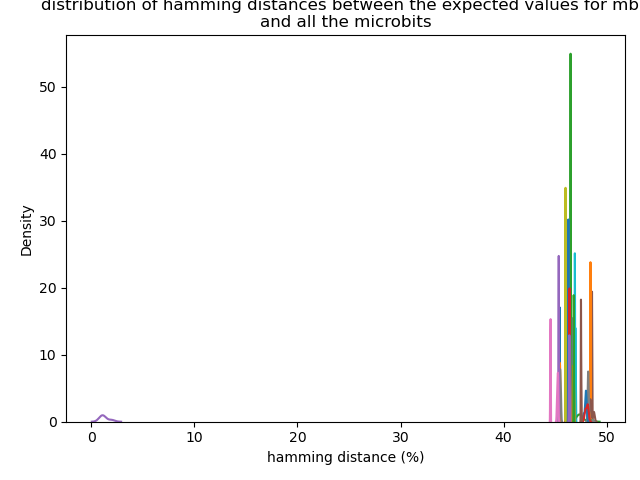 distribution of hamming distances between the expected values for mb
and all the microbits
50
40
30
20
10
0
Density
0 10 20 30 40 50
hamming distance (%)